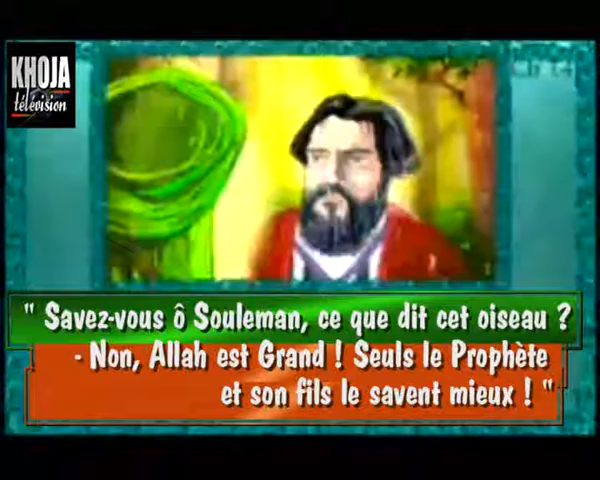 KHOJA
télévision
" Savez-vous ô Souleman, ce que dit cet oiseau ?
- Non, Allah est Grand ! Seuls le Prophète
et son fils le savent mieux ! "